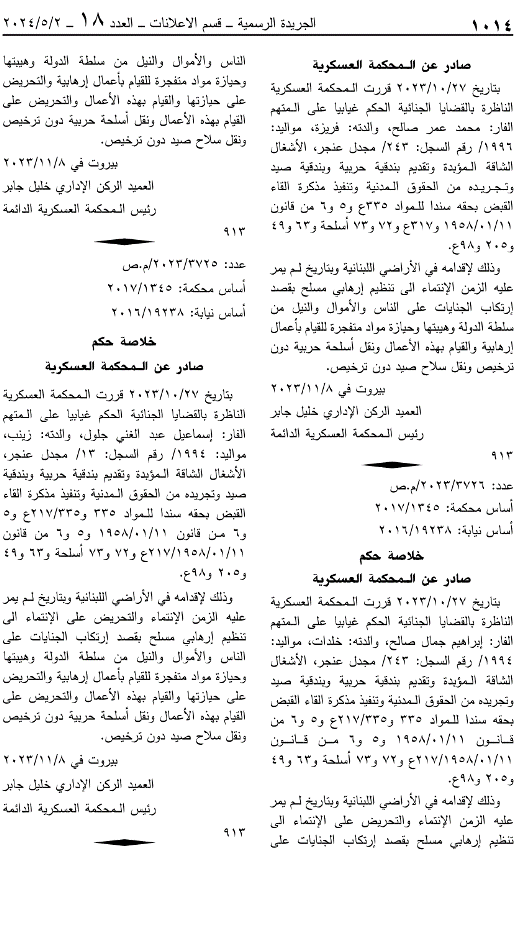 ١٠١٤
الجريدة الرسمية ــ قسم الاعلانات ــ العدد ١٨ ــ ٢٠٢٤/٥/٢
صادر عن المحكمة العسكرية
بتاريخ ٢٠٢٣/١٠/٢٧ قررت المحكمة العسكرية
الناظرة بالقضايا الجنائية الحكم غيابيا على المتهم
الفار: محمد عمر صالح، والدته: فريزة، مواليد:
١٩٩٦/ رقم السجل: ٢٤٣/ مجدل عنجر، الأشغال
الشاقة المؤبدة وتقديم بندقية حربية وبندقية صيد
وتجريده من الحقوق المدنية وتنفيذ مذكرة القاء
القبض بحقه سندا للمواد ٣٣٥ع و٥ و٦ من قانون
١٩٥٨/٠١/١١ و٣١٧ع و٧٢ و٧٣ أسلحة و٦٣ و٤٩
و٢٠٥ و٩٨ع.
وذلك لإقدامه في الأراضي اللبنانية وبتاريخ لم يمر
عليه الزمن الإنتماء الى تنظيم إرهابي مسلح بقصد
إرتكاب الجنايات على الناس والأموال والنيل من
سلطة الدولة وهيبتها وحيازة مواد متفجرة للقيام بأعمال
إرهابية والقيام بهذه الأعمال ونقل أسلحة حربية دون
ترخيص ونقل سلاح صيد دون ترخيص.
بيروت في ٢٠٢٣/١١/٨
العميد الركن الإداري خليل جابر
رئيس المحكمة العسكرية الدائمة
٩١٣
عدد: ٢٠٢٣/٣٧٢٦/م.ص
أساس محكمة: ٢٠١٧/١٣٤٥
أساس نيابة: ٢٠١٦/١٩٢٣٨
خلاصة حكم
صادر عن المحكمة العسكرية
بتاريخ ٢٠٢٣/١٠/٢٧ قررت المحكمة العسكرية
الناظرة بالقضايا الجنائية الحكم غيابيا على المتهم
الفار: إبراهيم جمال صالح، والدته: خلدات، مواليد:
١٩٩٤/ رقم السجل: ٢٤٣/ مجدل عنجر، الأشغال
الشاقة المؤبدة وتقديم بندقية حربية وبندقية صيد
وتجريده من الحقوق المدنية وتنفيذ مذكرة القاء القبض
بحقه سندا للمواد ٣٣٥ و٢١٧/٣٣٥ع و٥ و٦ من
قانون ١٩٥٨/٠١/١١ و٥ و٦ من قانون
٢١٧/١٩٥٨/٠١/١١ع و٧٢ و٧٣ أسلحة و٦٣ و٤٩
و٢٠٥ و٩٨ع.
وذلك لإقدامه في الأراضي اللبنانية وبتاريخ لم يمر
عليه الزمن الإنتماء والتحريض على الإنتماء الى
تنظيم إرهابي مسلح بقصد إرتكاب الجنايات على
الناس والأموال والنيل من سلطة الدولة وهيبتها
وحيازة مواد متفجرة للقيام بأعمال إرهابية والتحريض
على حيازتها والقيام بهذه الأعمال والتحريض على
القيام بهذه الأعمال ونقل أسلحة حربية دون ترخيص
ونقل سلاح صيد دون ترخيص.
بيروت في ٢٠٢٣/١١/٨
العميد الركن الإداري خليل جابر
رئيس المحكمة العسكرية الدائمة
٩١٣
عدد: ٢٠٢٣/٣٧٢٥/م.ص
أساس محكمة: ٢٠١٧/١٣٤٥
أساس نيابة: ٢٠١٦/١٩٢٣٨
خلاصة حكم
صادر عن المحكمة العسكرية
بتاريخ ٢٠٢٣/١٠/٢٧ قررت المحكمة العسكرية
الناظرة بالقضايا الجنائية الحكم غيابيا على المتهم
الفار: إسماعيل عبد الغني جلول، والدته: زينب،
مواليد: ١٩٩٤/ رقم السجل: ١٣/ مجدل عنجر،
الأشغال الشاقة المؤبدة وتقديم بندقية حربية وبندقية
صيد وتجريده من الحقوق المدنية وتنفيذ مذكرة القاء
القبض بحقه سندا للمواد ٣٣٥ و٢١٧/٣٣٥ع و٥
و٦ من قانون ١٩٥٨/٠١/١١ و٥ و٦ من قانون
٢١٧/١٩٥٨/٠١/١١ع و٧٢ و٧٣ أسلحة و٦٣ و٤٩
و٢٠٥ و٩٨ع.
وذلك لإقدامه في الأراضي اللبنانية وبتاريخ لم يمر
عليه الزمن الإنتماء والتحريض على الإنتماء الى
تنظيم إرهابي مسلح بقصد إرتكاب الجنايات على
الناس والأموال والنيل من سلطة الدولة وهيبتها
وحيازة مواد متفجرة للقيام بأعمال إرهابية والتحريض
على حيازتها والقيام بهذه الأعمال والتحريض على
القيام بهذه الأعمال ونقل أسلحة حربية دون ترخيص
ونقل سلاح صيد دون ترخيص.
بيروت في ٢٠٢٣/١١/٨
العميد الركن الإداري خليل جابر
رئيس المحكمة العسكرية الدائمة
٩١٣